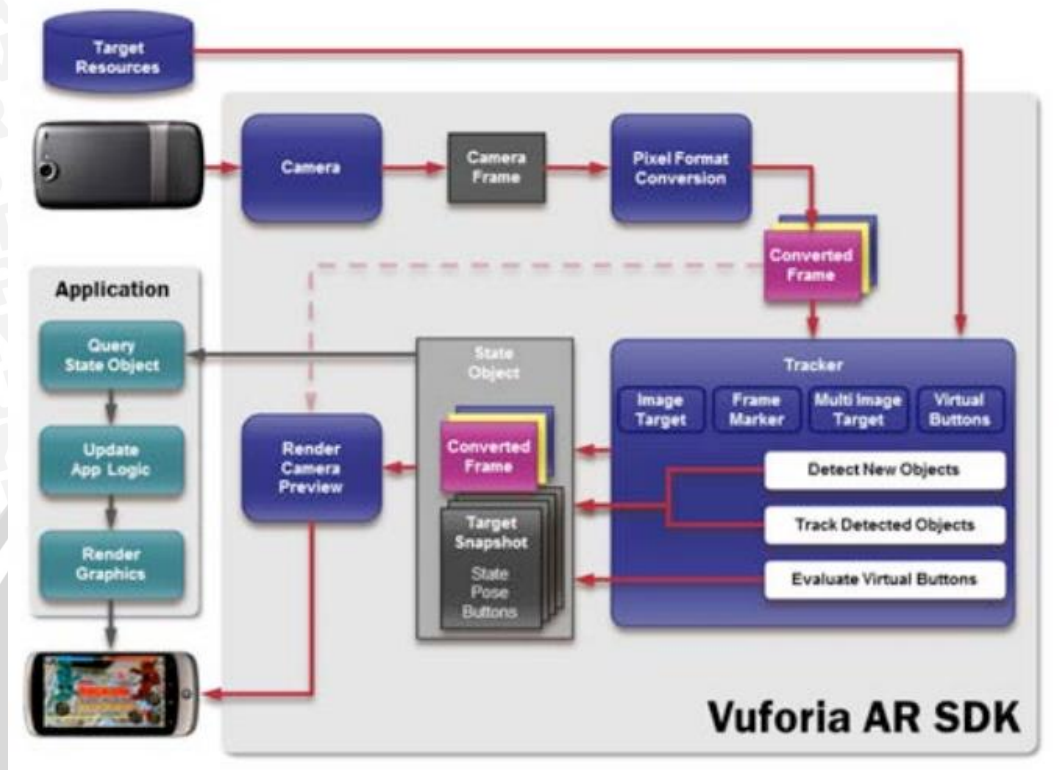 Target
Resources
Camera
Camera
Frame
Pixel Format
Conversion
Converted
Frame
Application
Query
State Object
Update
App Logic
Render
Graphics
Render
Camera
Preview
State
Object
Converted
Frame
Target
Snapshot
State
Pose
Buttons
Tracker
Image
Target
Frame
Marker
Multi Image
Target
Virtual
Buttons
Detect New Objects
Track Detected Objects
Evaluate Virtual Buttons
Vuforia AR SDK